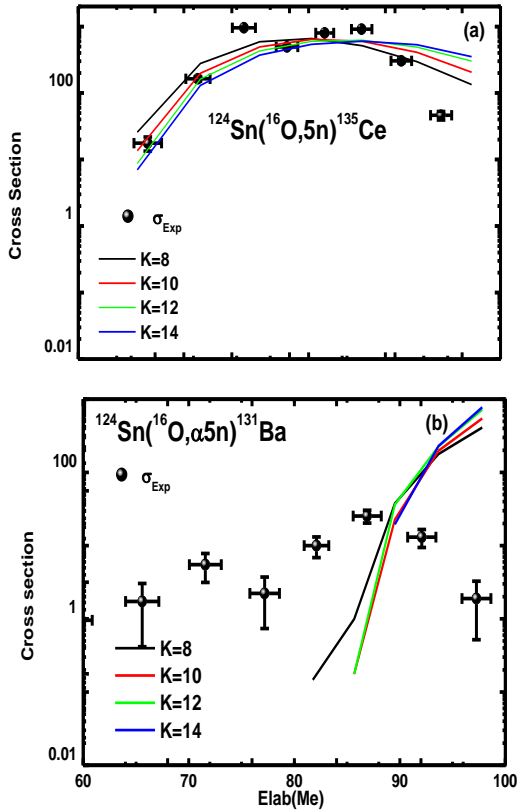 (a)
100
¹²⁴Sn(¹⁶O,5n)¹³⁵Ce
Cross Section
1
σExp
K=8
K=10
K=12
K=14
0.01
¹²⁴Sn(¹⁶O,α5n)¹³¹Ba
(b)
σExp
100
Cross section
1
K=8
K=10
K=12
K=14
0.01
60 70 80 90 100
Elab(Me)